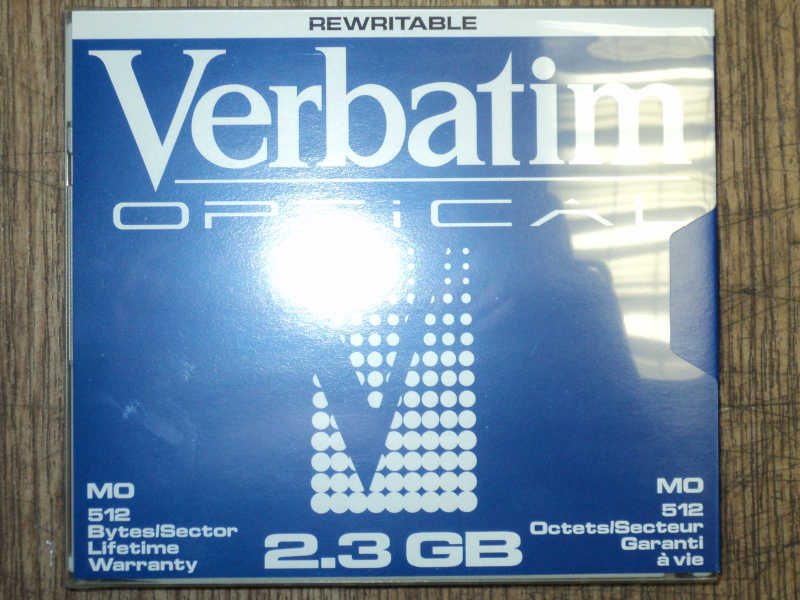 REWRITABLE
Verbatim
OPTICAL
MO
512
Bytes/Sector
Lifetime
Warranty
2.3 GB
MO
512
Octets/Secteur
Garanti
à vie